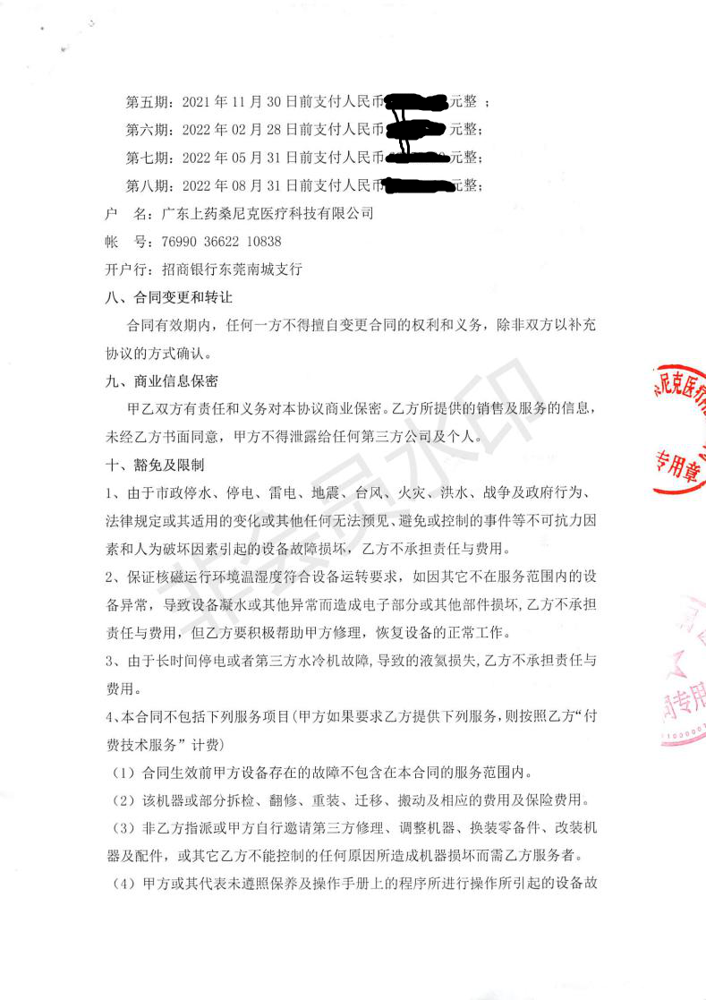 第五期：2021 年 11 月 30 日前支付人民币 元整；
第六期：2022 年 02 月 28 日前支付人民币 元整；
第七期：2022 年 05 月 31 日前支付人民币 元整；
第八期：2022 年 08 月 31 日前支付人民币 元整；
户　名：广东上药桑尼克医疗科技有限公司
帐　号：76990 36622 10838
开户行：招商银行东莞南城支行
八、合同变更和转让
合同有效期内，任何一方不得擅自变更合同的权利和义务，除非双方以补充
协议的方式确认。
九、商业信息保密
甲乙双方有责任和义务对本协议商业保密。乙方所提供的销售及服务的信息，
未经乙方书面同意，甲方不得泄露给任何第三方公司及个人。
十、豁免及限制
1、由于市政停水、停电、雷电、地震、台风、火灾、洪水、战争及政府行为、
法律规定或其适用的变化或其他任何无法预见、避免或控制的事件等不可抗力因
素和人为破坏因素引起的设备故障损坏，乙方不承担责任与费用。
2、保证核磁运行环境温湿度符合设备运转要求，如因其它不在服务范围内的设
备异常，导致设备凝水或其他异常而造成电子部分或其他部件损坏,乙方不承担
责任与费用，但乙方要积极帮助甲方修理，恢复设备的正常工作。
3、由于长时间停电或者第三方水冷机故障,导致的液氦损失,乙方不承担责任与
费用。
4、本合同不包括下列服务项目(甲方如果要求乙方提供下列服务,则按照乙方“付
费技术服务”计费)
（1）合同生效前甲方设备存在的故障不包含在本合同的服务范围内。
（2）该机器或部分拆检、翻修、重装、迁移、搬动及相应的费用及保险费用。
（3）非乙方指派或甲方自行邀请第三方修理、调整机器、换装零备件、改装机
器及配件，或其它乙方不能控制的任何原因所造成机器损坏而需乙方服务者。
（4）甲方或其代表未遵照保养及操作手册上的程序所进行操作所引起的设备故
非会员水印
尼克医疗
专用章
同专用